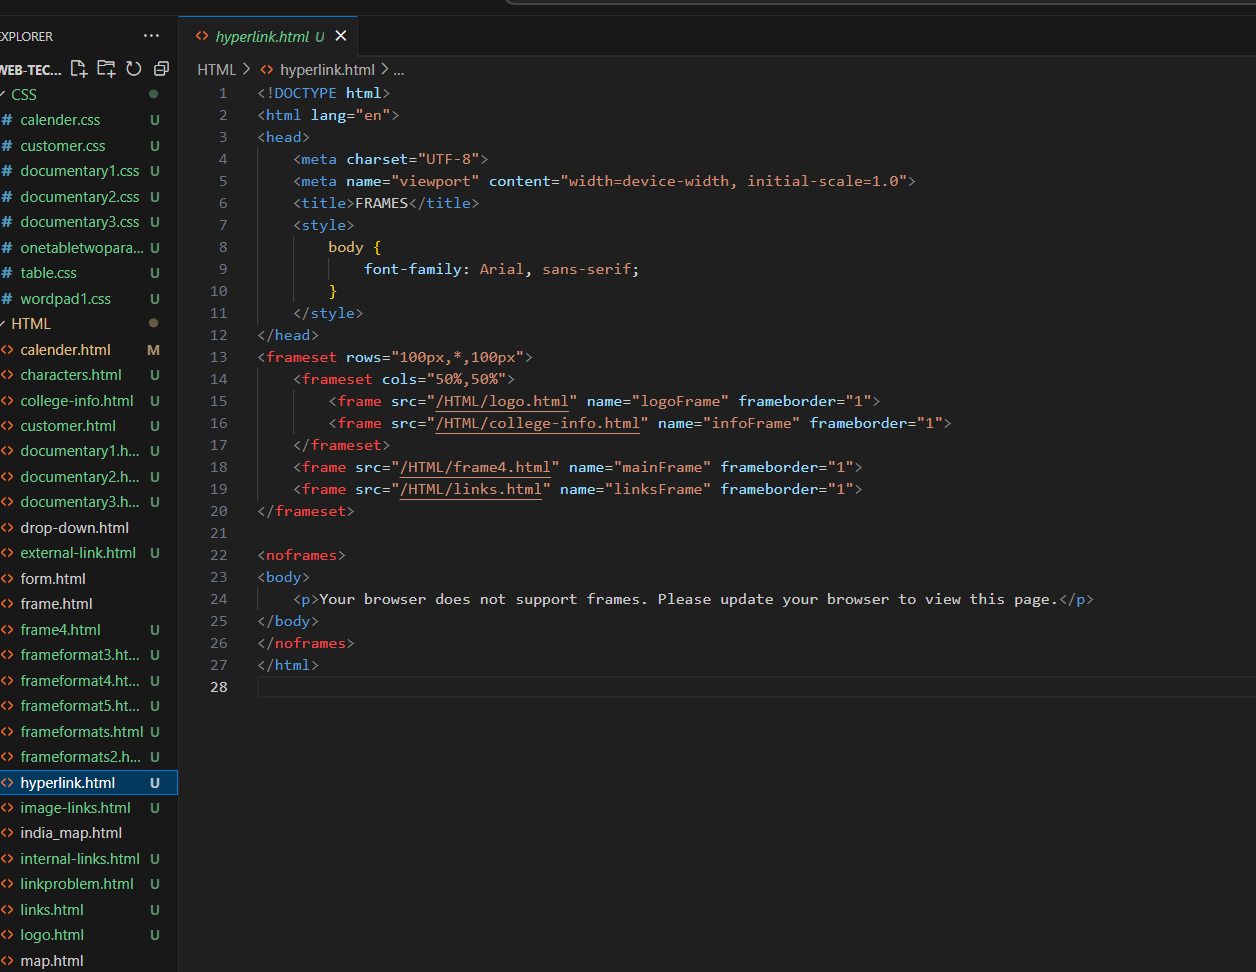 EXPLORER
WEB-TEC...
CSS
# calender.css U
# customer.css U
# documentary1.css U
# documentary2.css U
# documentary3.css U
# onetabletwopara... U
# table.css U
# wordpad1.css U
HTML
<> calender.html M
<> characters.html U
<> college-info.html U
<> customer.html U
<> documentary1.h... U
<> documentary2.h... U
<> documentary3.h... U
<> drop-down.html
<> external-link.html U
<> form.html
<> frame.html
<> frame4.html U
<> frameformat3.ht... U
<> frameformat4.ht... U
<> frameformat5.ht... U
<> frameformats.html U
<> frameformats2.h... U
<> hyperlink.html U
<> image-links.html U
<> india_map.html
<> internal-links.html U
<> linkproblem.html U
<> links.html U
<> logo.html U
<> map.html
<> hyperlink.html U
HTML > <> hyperlink.html > ...
1 <!DOCTYPE html>
2 <html lang="en">
3 <head>
4 <meta charset="UTF-8">
5 <meta name="viewport" content="width=device-width, initial-scale=1.0">
6 <title>FRAMES</title>
7 <style>
8 body {
9 font-family: Arial, sans-serif;
10 }
11 </style>
12 </head>
13 <frameset rows="100px,*,100px">
14 <frameset cols="50%,50%">
15 <frame src="/HTML/logo.html" name="logoFrame" frameborder="1">
16 <frame src="/HTML/college-info.html" name="infoFrame" frameborder="1">
17 </frameset>
18 <frame src="/HTML/frame4.html" name="mainFrame" frameborder="1">
19 <frame src="/HTML/links.html" name="linksFrame" frameborder="1">
20 </frameset>
21
22 <noframes>
23 <body>
24 <p>Your browser does not support frames. Please update your browser to view this page.</p>
25 </body>
26 </noframes>
27 </html>
28